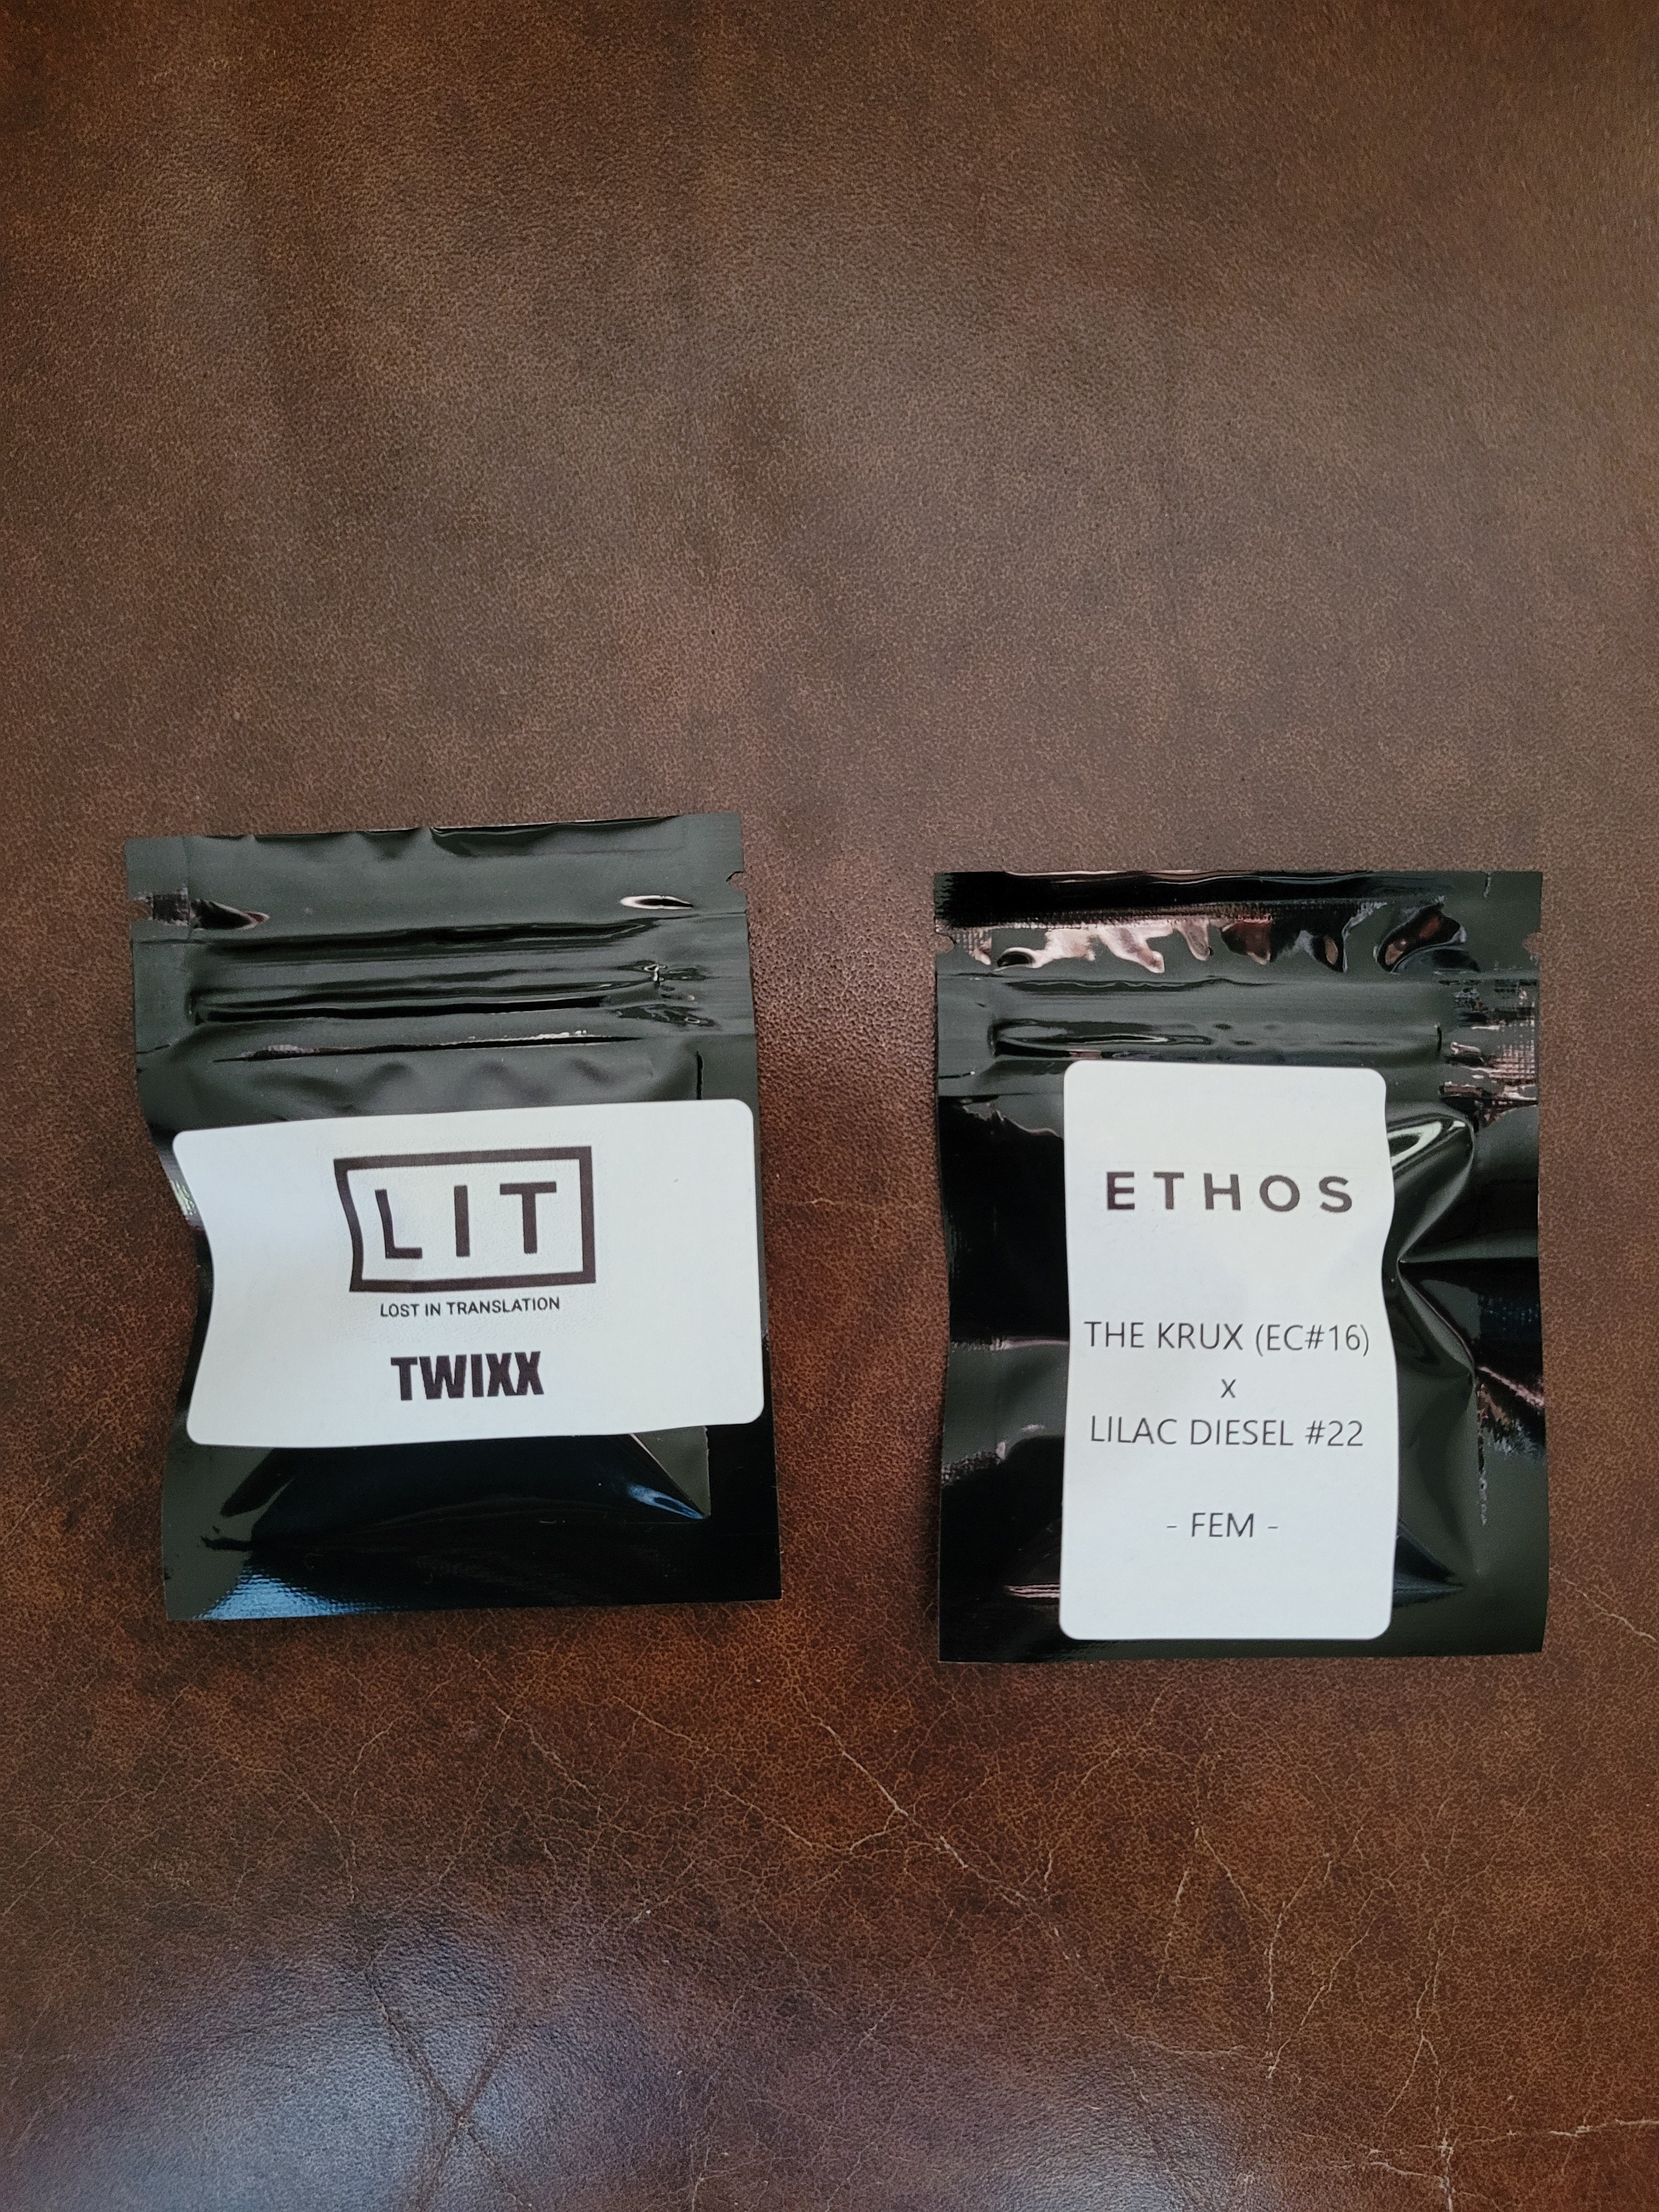 LIT
LOST IN TRANSLATION
TWIXX
ETHOS
THE KRUX (EC#16)
x
LILAC DIESEL #22
- FEM -